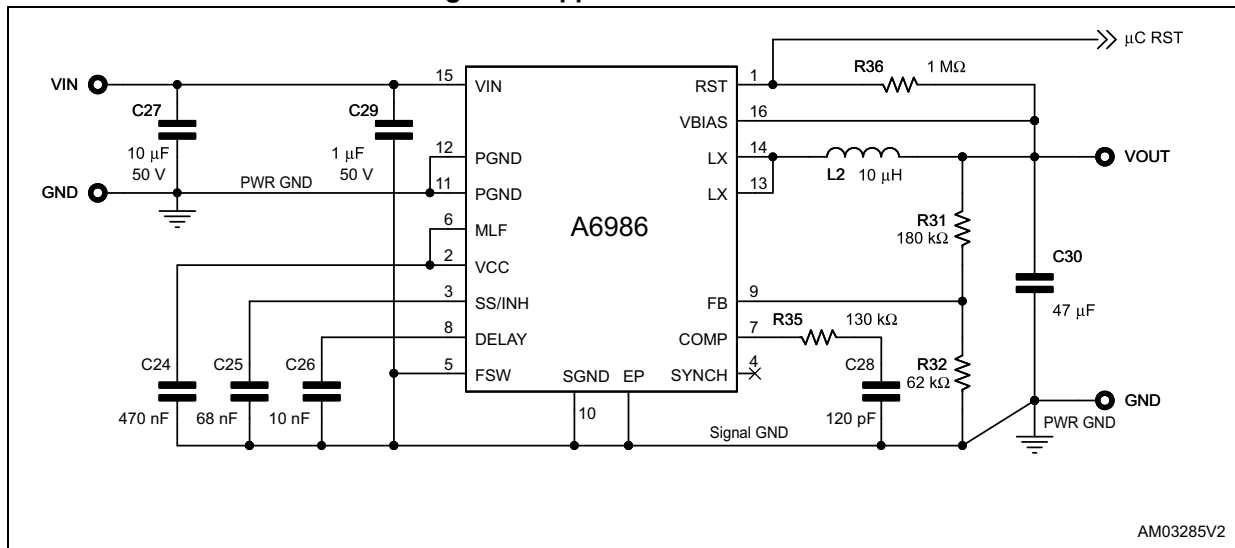 μC RST
R36 1 MΩ
VIN
15
VIN
RST
1
C27
C29
VBIAS
16
10 μF
50 V
1 μF
50 V
12
PGND
LX
14
VOUT
L2 10 μH
GND
PWR GND
11
PGND
LX
13
A6986
6
MLF
R31
180 kΩ
2
VCC
C30
3
SS/INH
FB
9
47 μF
R35 130 kΩ
8
DELAY
COMP
7
C24
C25
C26
5
FSW
SGND
EP
SYNCH
4
C28
R32
62 kΩ
470 nF
68 nF
10 nF
10
120 pF
GND
Signal GND
PWR GND
AM03285V2